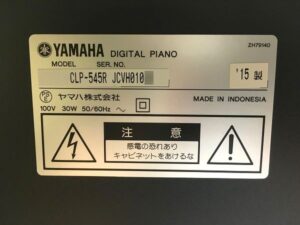 YAMAHA DIGITAL PIANO
ZH79140
MODEL SER. NO.
CLP-545R JCVH010
'15 製
ヤマハ株式会社
100V 30W 50/60Hz
MADE IN INDONESIA
注 意
感電の恐れあり
キャビネットをあけるな